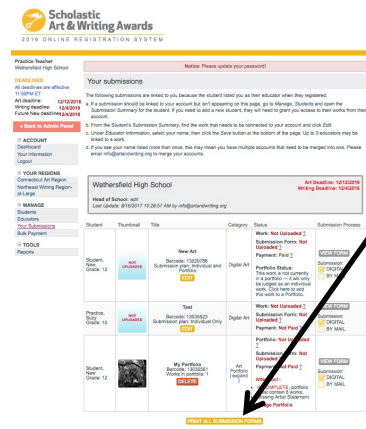 Scholastic
Art & Writing
Awards
2019 ONLINE REGISTRATION SYSTEM
Practice Teacher
Wethersfield High School
DEADLINES
All deadlines are effective
11:59PM ET
Art deadline: 12/12/2018
Writing deadline: 12/4/2018
Future New deadline: 12/4/2018
« Back to Admin Panel
ACCOUNT
Dashboard
Your Information
Logout
YOUR REGIONS
Connecticut Art Region
Northeast Writing Region-
at-Large
MANAGE
Students
Educators
Your Submissions
Bulk Payment
TOOLS
Reports
Notice: Please update your password!
Your submissions
The following submissions are linked to you because the student listed you as their educator when they registered.
a. If a submission should be linked to your account but isn't appearing on this page, go to Manage, Students and open the
Submission Summary for the student. If you need to add a new student, they will need to grant you access to their works from their
account.
b. From the Student's Submission Summary, find the work that needs to be connected to your account and click Edit.
c. Under Educator Information, select your name, then click the Save button at the bottom of the page. Up to 3 educators may be
linked to a work.
d. If you see your name listed more than once, this may mean you have multiple accounts that need to be merged into one. Please
email info@artandwriting.org to merge your accounts.
Wethersfield High School
Art Deadline: 12/12/2018
Writing Deadline: 12/4/2018
Head of School: edit
Last Update: 8/15/2017 10:26:57 AM by info@artandwriting.org
Student Thumbnail Title Category Status Submission Process
Student,
New
Grade: 12
NOT
UPLOADED
New Art
Barcode: 13029788
Submission plan: Individual and
Portfolio
EDIT
Digital Art
Work: Not
Uploaded ?
Submission Form: Not
Uploaded ?
Payment: Paid ?
Portfolio Status:
This work is not currently
in a portfolio — it will only
be judged as an individual
work. Click here to add
this work to a Portfolio.
VIEW FORM
Submission:
DIGITAL
BY MAIL
Practice,
Suzy
Grade: 10
NOT
UPLOADED
Test
Barcode: 13035523
Submission plan: Individual Only
EDIT
Digital Art
Work: Not
Uploaded ?
Submission Form: Not
Uploaded ?
Payment: Not Paid ?
VIEW FORM
Submission:
DIGITAL
BY MAIL
Student,
New
Grade: 12
My Portfolio
Barcode: 13035561
Works in portfolio: 1
DELETE
Art
Portfolio
[ expand
]
Portfolio: Not Uploaded
?
Submission Form: Not
Uploaded ?
Payment: Not Paid ?
portfolio
contain 8 works.
Missing Artist Statement
Portfolio
VIEW FORM
Submission:
DIGITAL
BY MAIL
PRINT ALL SUBMISSION FORMS